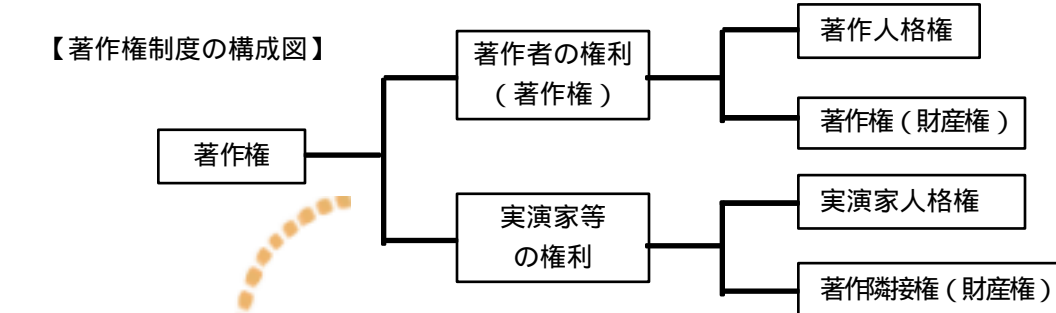 【著作権制度の構成図】
著作権
著作者の権利
（著作権）
著作人格権
著作権（財産権）
実演家等
の権利
実演家人格権
著作隣接権（財産権）